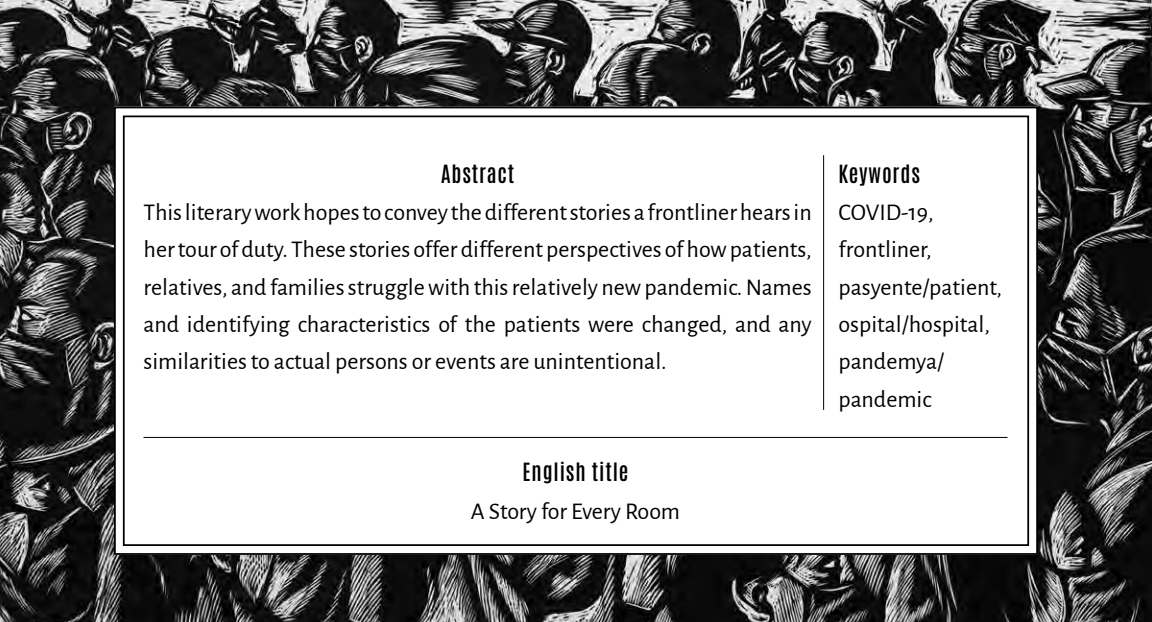 Abstract
This literary work hopes to convey the different stories a frontliner hears in
her tour of duty. These stories offer different perspectives of how patients,
relatives, and families struggle with this relatively new pandemic. Names
and identifying characteristics of the patients were changed, and any
similarities to actual persons or events are unintentional.
Keywords
COVID-19,
frontliner,
pasyente/patient,
ospital/hospital,
pandemya/
pandemic
English title
A Story for Every Room